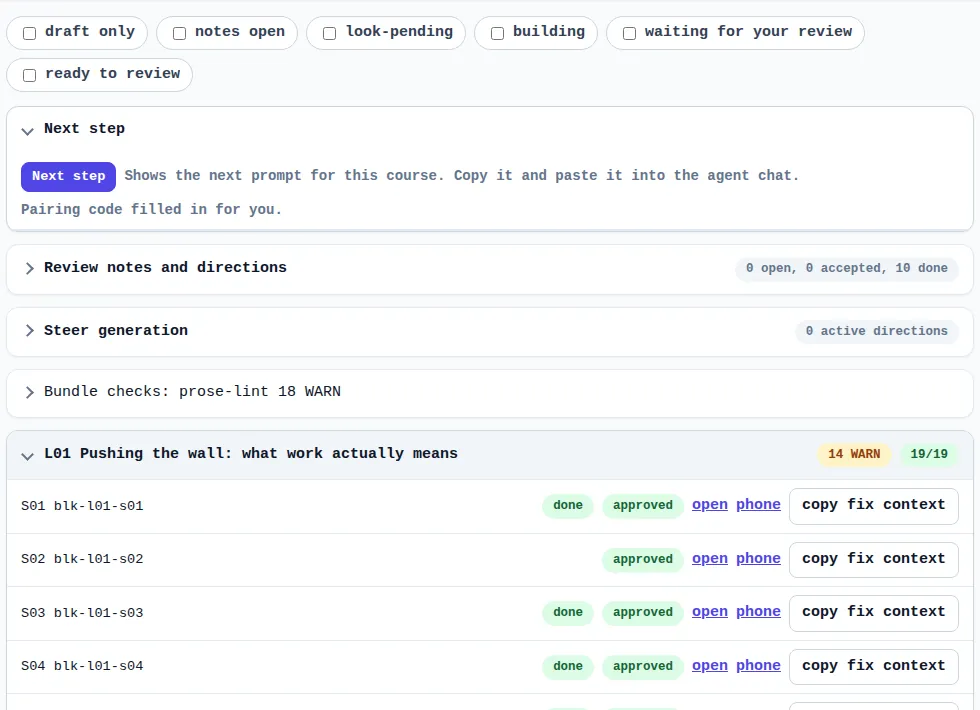 draft only
notes open
look-pending
building
waiting for your review
ready to review
Next step
Next step Shows the next prompt for this course. Copy it and paste it into the agent chat.
Pairing code filled in for you.
Review notes and directions 0 open, 0 accepted, 10 done
Steer generation 0 active directions
Bundle checks: prose-lint 18 WARN
L01 Pushing the wall: what work actually means 14 WARN 19/19
S01 blk-l01-s01 done approved open phone copy fix context
S02 blk-l01-s02 approved open phone copy fix context
S03 blk-l01-s03 done approved open phone copy fix context
S04 blk-l01-s04 done approved open phone copy fix context